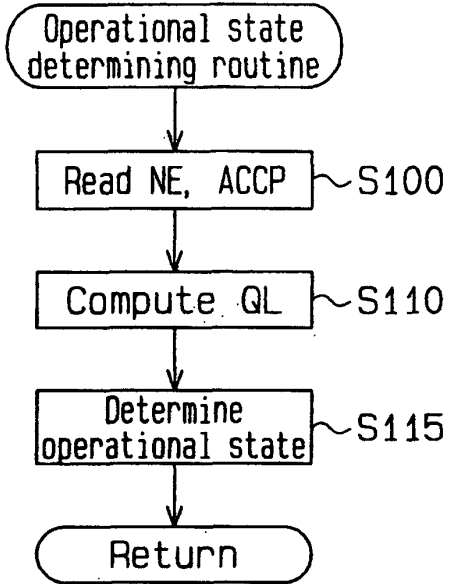 Operational state
determining routine
Read NE, ACCP
S100
Compute QL
S110
Determine
operational state
S115
Return